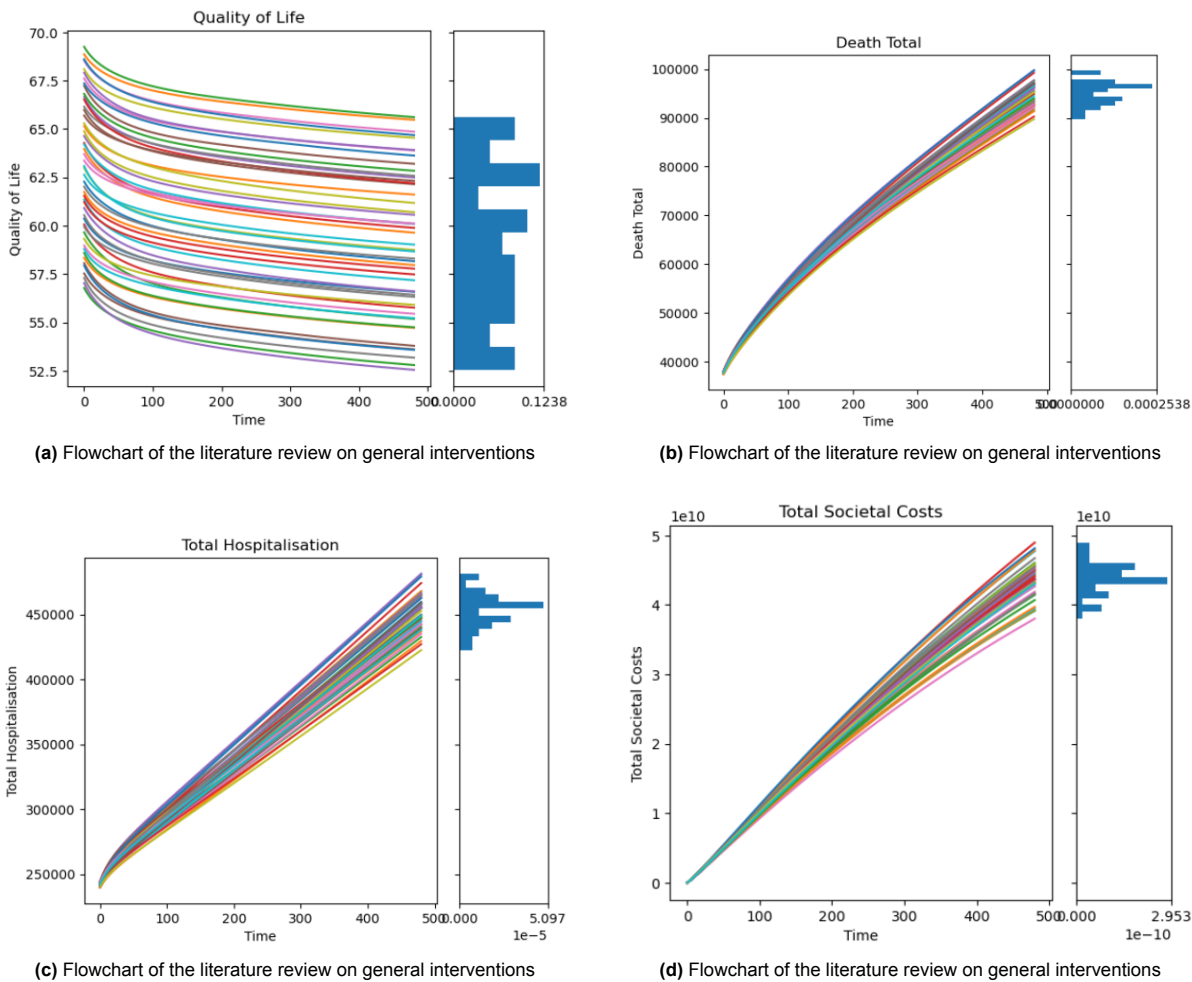 Quality of Life
70.0
67.5
65.0
62.5
60.0
57.5
55.0
52.5
Quality of Life
0 100 200 300 400 500
0.0000 0.1238
Time
(a) Flowchart of the literature review on general interventions
Death Total
100000
90000
80000
70000
60000
50000
40000
Death Total
0 100 200 300 400 500
0.0000000 0.0002538
Time
(b) Flowchart of the literature review on general interventions
Total Hospitalisation
450000
400000
350000
300000
250000
Total Hospitalisation
0 100 200 300 400 500
0.000 5.097
1e-5
Time
(c) Flowchart of the literature review on general interventions
Total Societal Costs
1e10 1e10
5
4
3
2
1
0
Total Societal Costs
0 100 200 300 400 500
0.000 2.953
1e-10
Time
(d) Flowchart of the literature review on general interventions